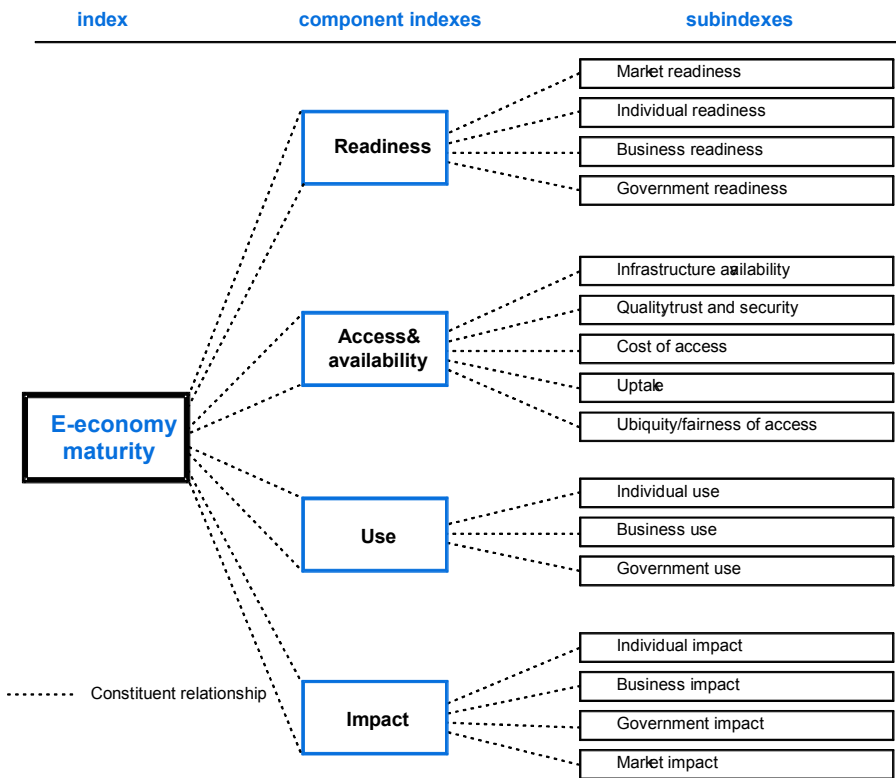 index
component indexes
subindexes
Market readiness
Individual readiness
Readiness
Business readiness
Government readiness
Infrastructure availability
Quality trust and security
Access&
availability
Cost of access
Uptake
Ubiquity/fairness of access
E-economy
maturity
Individual use
Use
Business use
Government use
Individual impact
Business impact
Constituent relationship
Impact
Government impact
Market impact